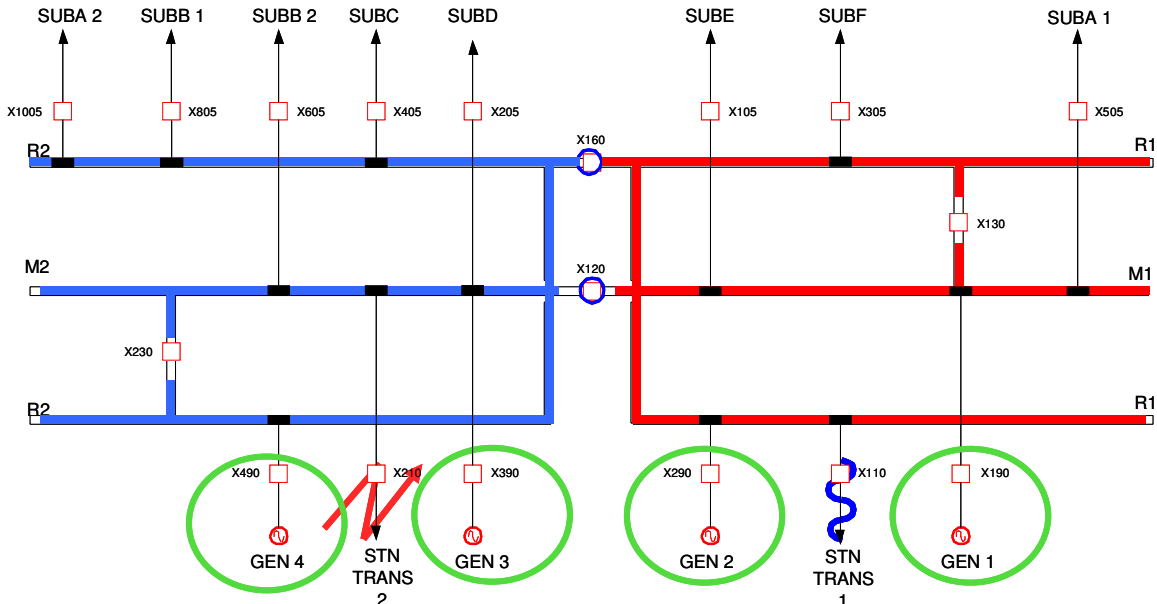 SUBA 2 SUBB 1 SUBB 2 SUBC SUBD SUBE SUBF SUBA 1
X1005 X805 X605 X405 X205 X105 X305 X505
X160
R2 R1
X130
M2 X120 M1
X230
R2 R1
X490 X210 X390 X290 X110 X190
GEN 4 STN GEN 3 GEN 2 STN GEN 1
TRANS TRANS
2 1